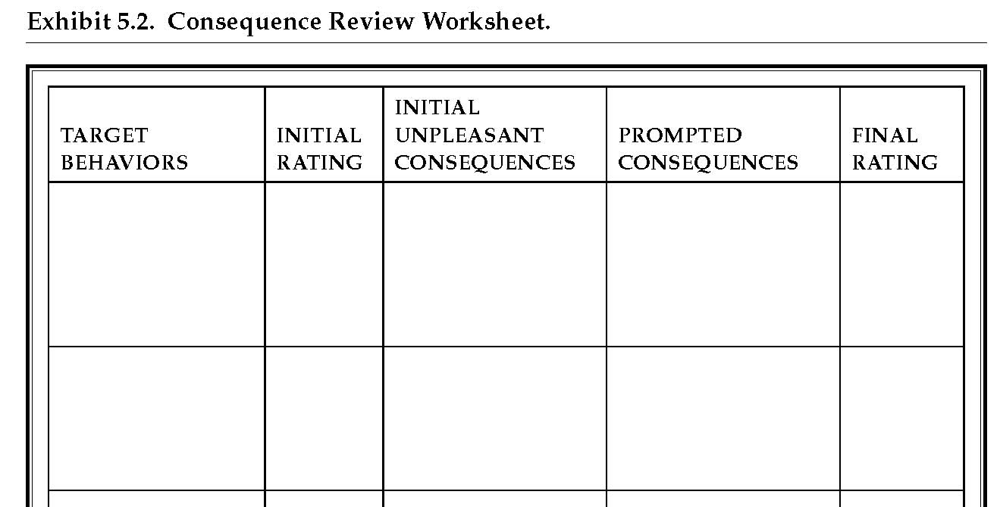 Exhibit 5.2. Consequence Review Worksheet.
TARGET
BEHAVIORS
INITIAL
RATING
INITIAL
UNPLEASANT
CONSEQUENCES
PROMPTED
CONSEQUENCES
FINAL
RATING